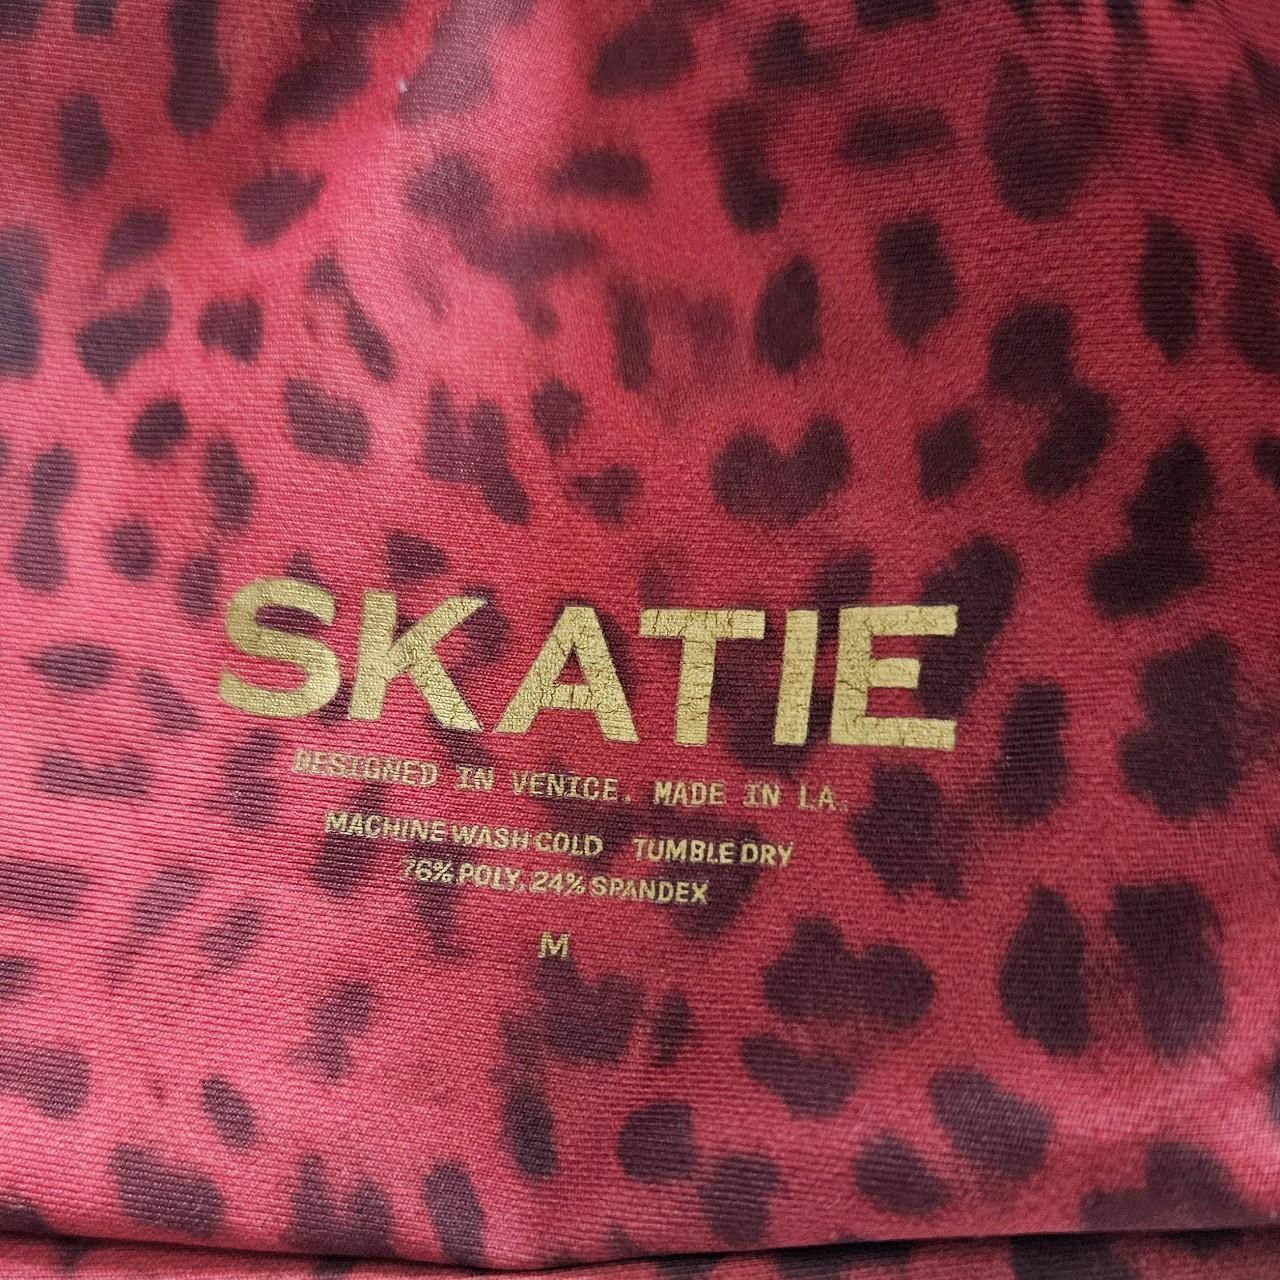 SKATIE
DESIGNED IN VENICE. MADE IN LA.
MACHINE WASH COLD TUMBLE DRY
76% POLY, 24% SPANDEX
M